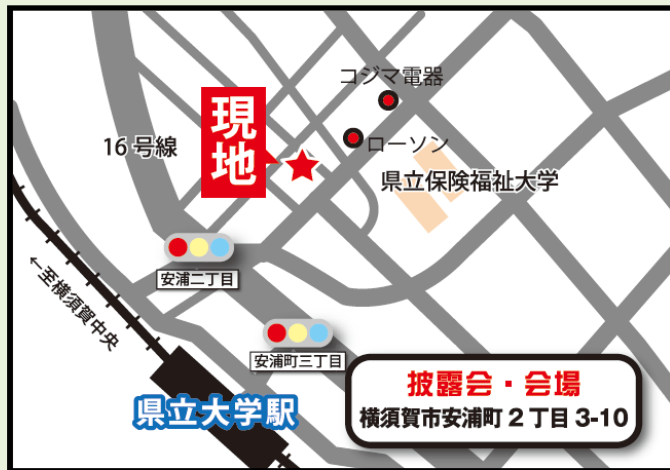 コジマ電器
現地
16号線
ローソン
県立保険福祉大学
安浦二丁目
←至横須賀中央
安浦町三丁目
県立大学駅
披露会・会場
横須賀市安浦町2丁目3-10